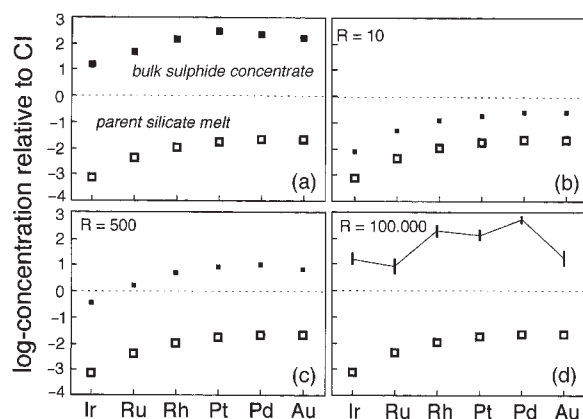 log-concentration relative to CI
3
2
1
0
−1
−2
−3
−4
bulk sulphide concentrate
parent silicate melt
(a)
R = 10
(b)
3
2
1
0
−1
−2
−3
−4
R = 500
(c)
R = 100.000
(d)
Ir Ru Rh Pt Pd Au
Ir Ru Rh Pt Pd Au